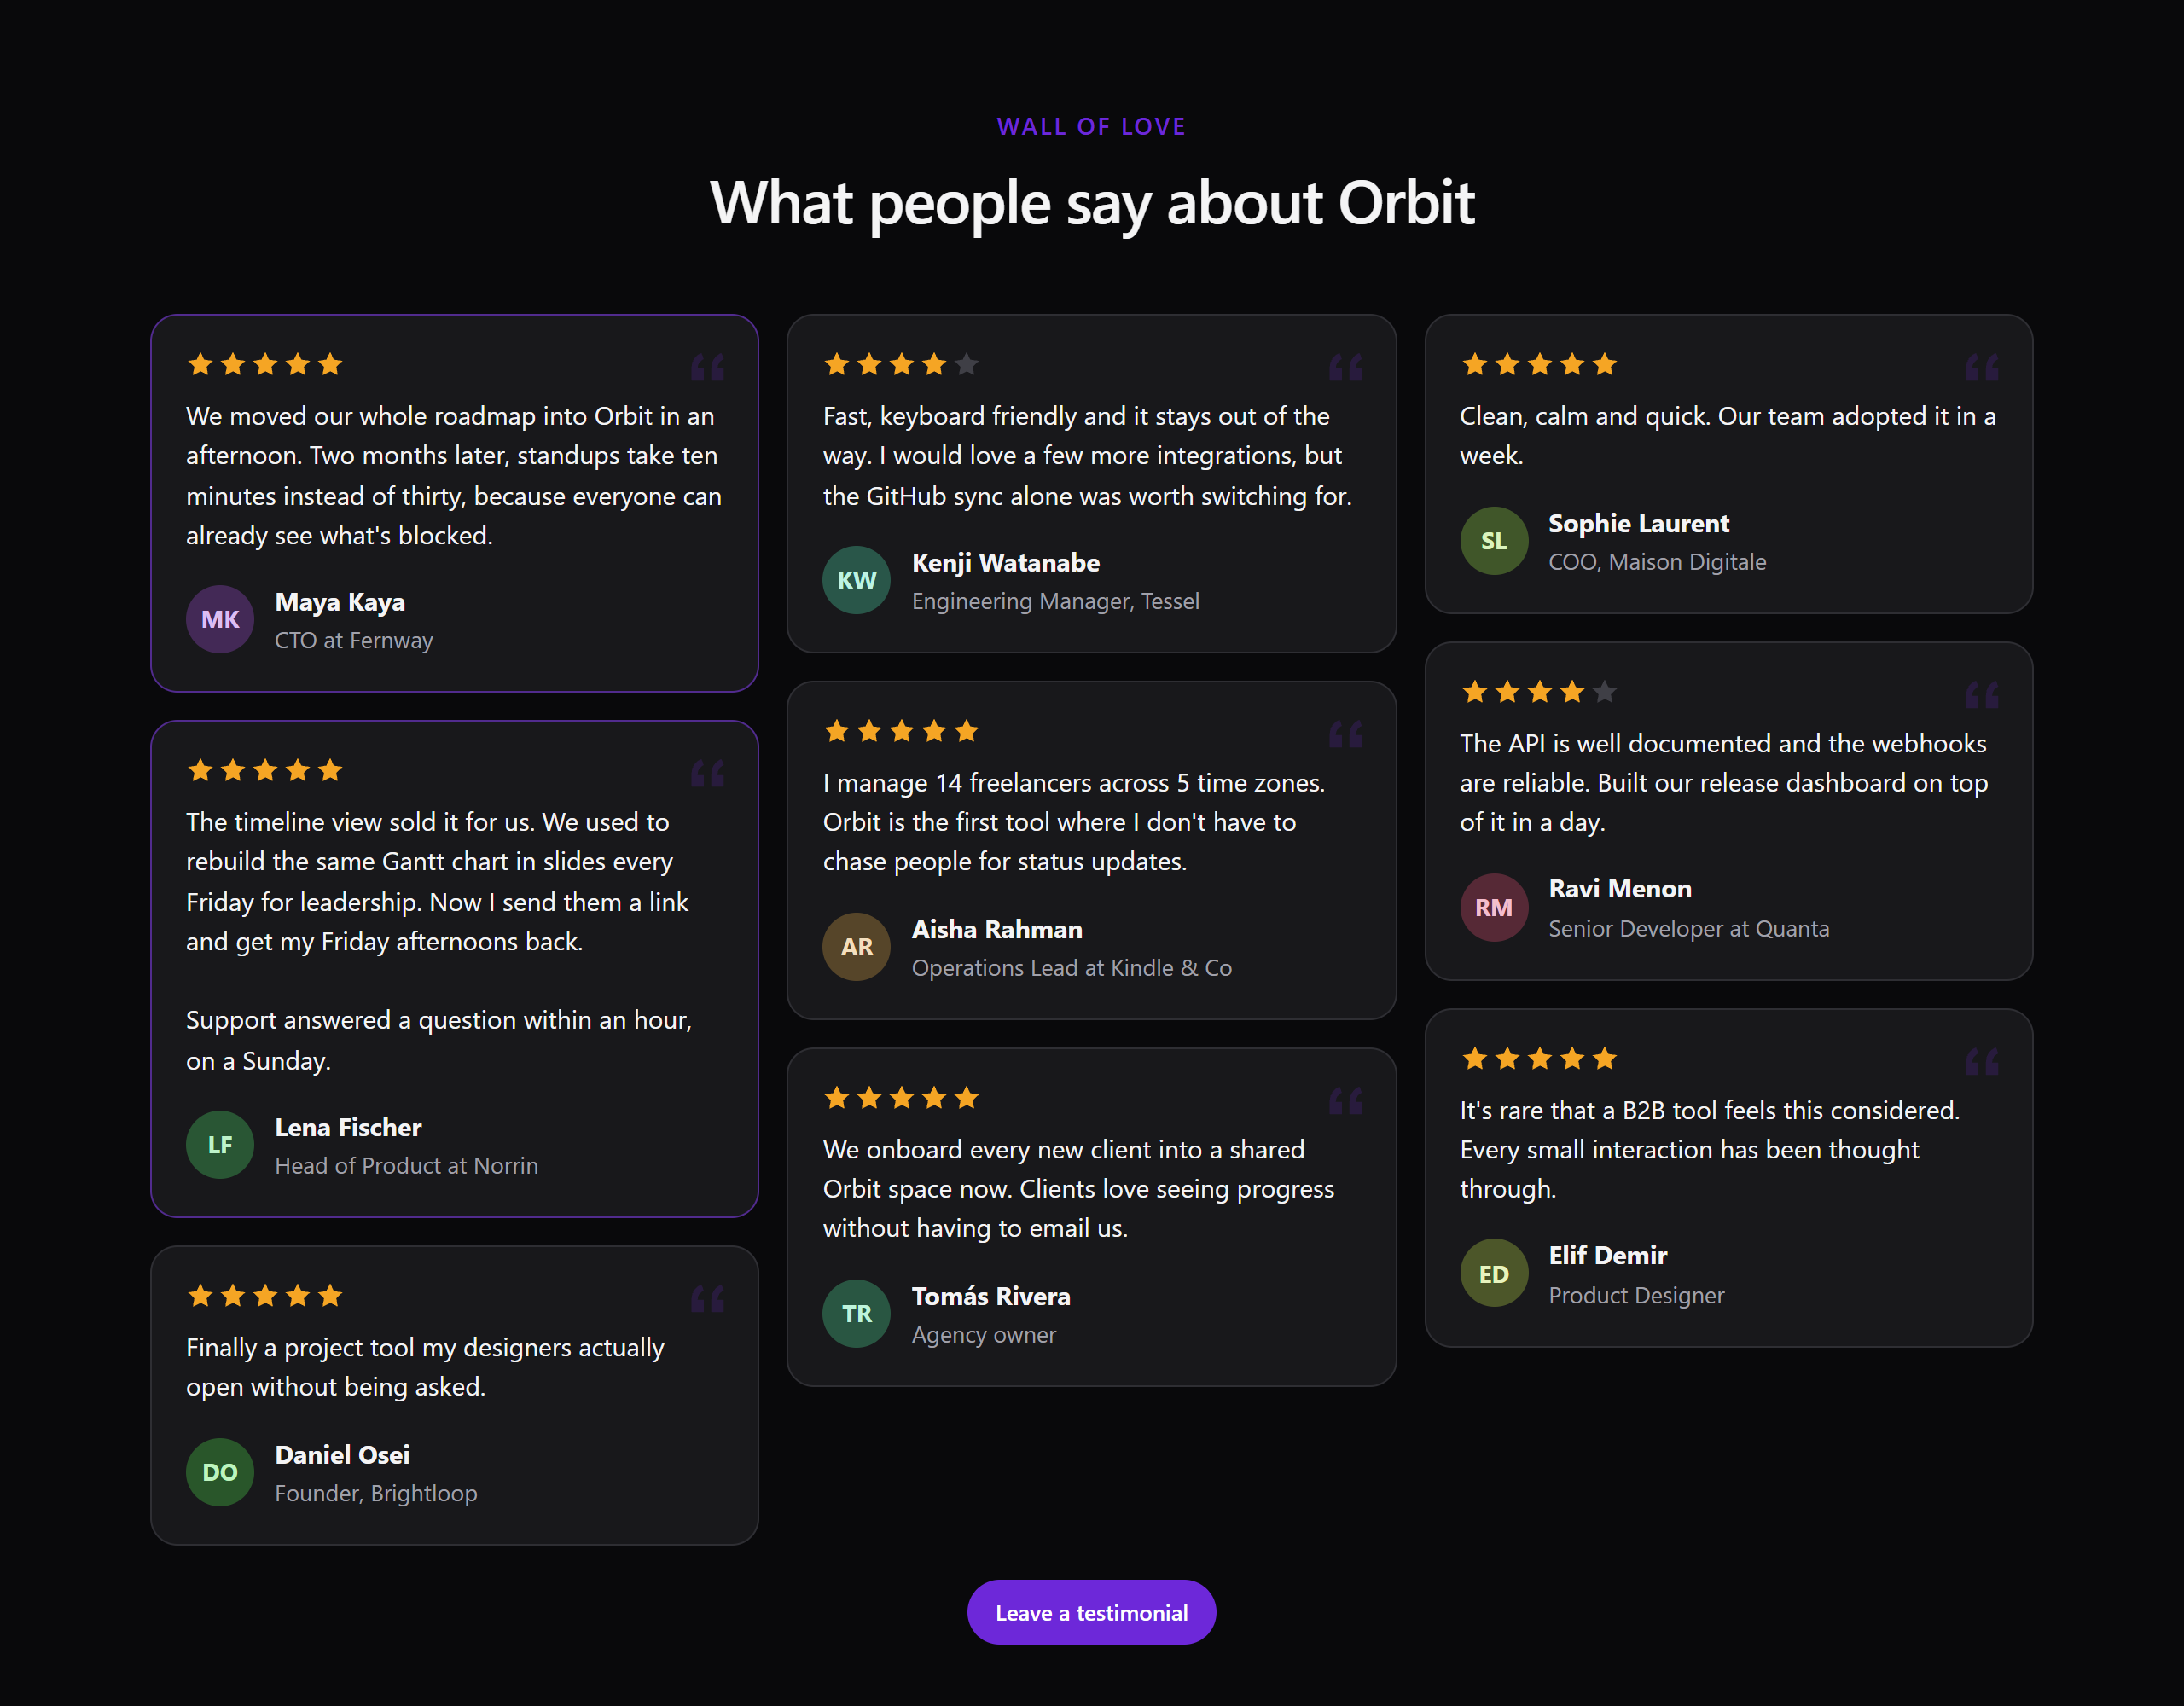 WALL OF LOVE
What people say about Orbit
We moved our whole roadmap into Orbit in an
afternoon. Two months later, standups take ten
minutes instead of thirty, because everyone can
already see what's blocked.
MK
Maya Kaya
CTO at Fernway
The timeline view sold it for us. We used to
rebuild the same Gantt chart in slides every
Friday for leadership. Now I send them a link
and get my Friday afternoons back.
Support answered a question within an hour,
on a Sunday.
LF
Lena Fischer
Head of Product at Norrin
Finally a project tool my designers actually
open without being asked.
DO
Daniel Osei
Founder, Brightloop
Fast, keyboard friendly and it stays out of the
way. I would love a few more integrations, but
the GitHub sync alone was worth switching for.
KW
Kenji Watanabe
Engineering Manager, Tessel
I manage 14 freelancers across 5 time zones.
Orbit is the first tool where I don't have to
chase people for status updates.
AR
Aisha Rahman
Operations Lead at Kindle & Co
We onboard every new client into a shared
Orbit space now. Clients love seeing progress
without having to email us.
TR
Tomás Rivera
Agency owner
Clean, calm and quick. Our team adopted it in a
week.
SL
Sophie Laurent
COO, Maison Digitale
The API is well documented and the webhooks
are reliable. Built our release dashboard on top
of it in a day.
RM
Ravi Menon
Senior Developer at Quanta
It's rare that a B2B tool feels this considered.
Every small interaction has been thought
through.
ED
Elif Demir
Product Designer
Leave a testimonial